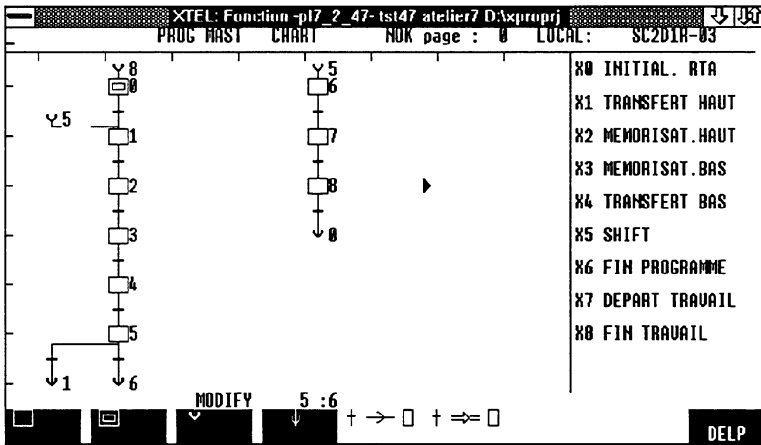 XTEL: Fonction -pl7_2_47- tst47 atelier7 D:\xproprj
PROG MAST CHART NOK page : 0 LOCAL: SC2D1R-03
8
0
5
1
2
3
4
5
1
6
5
6
7
8
0
X0 INITIAL. RTA
X1 TRANSFERT HAUT
X2 MEMORISAT.HAUT
X3 MEMORISAT.BAS
X4 TRANSFERT BAS
X5 SHIFT
X6 FIN PROGRAMME
X7 DEPART TRAVAIL
X8 FIN TRAVAIL
MODIFY 5 :6
DELP